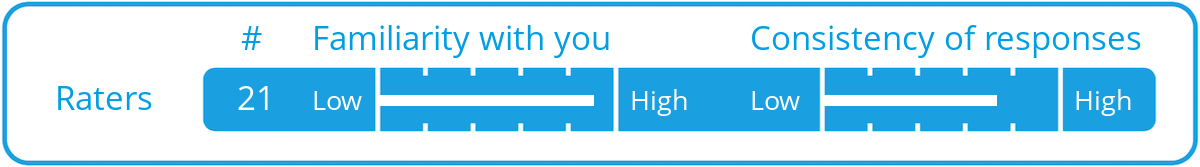 # Familiarity with you Consistency of responses
Raters 21 Low High Low High